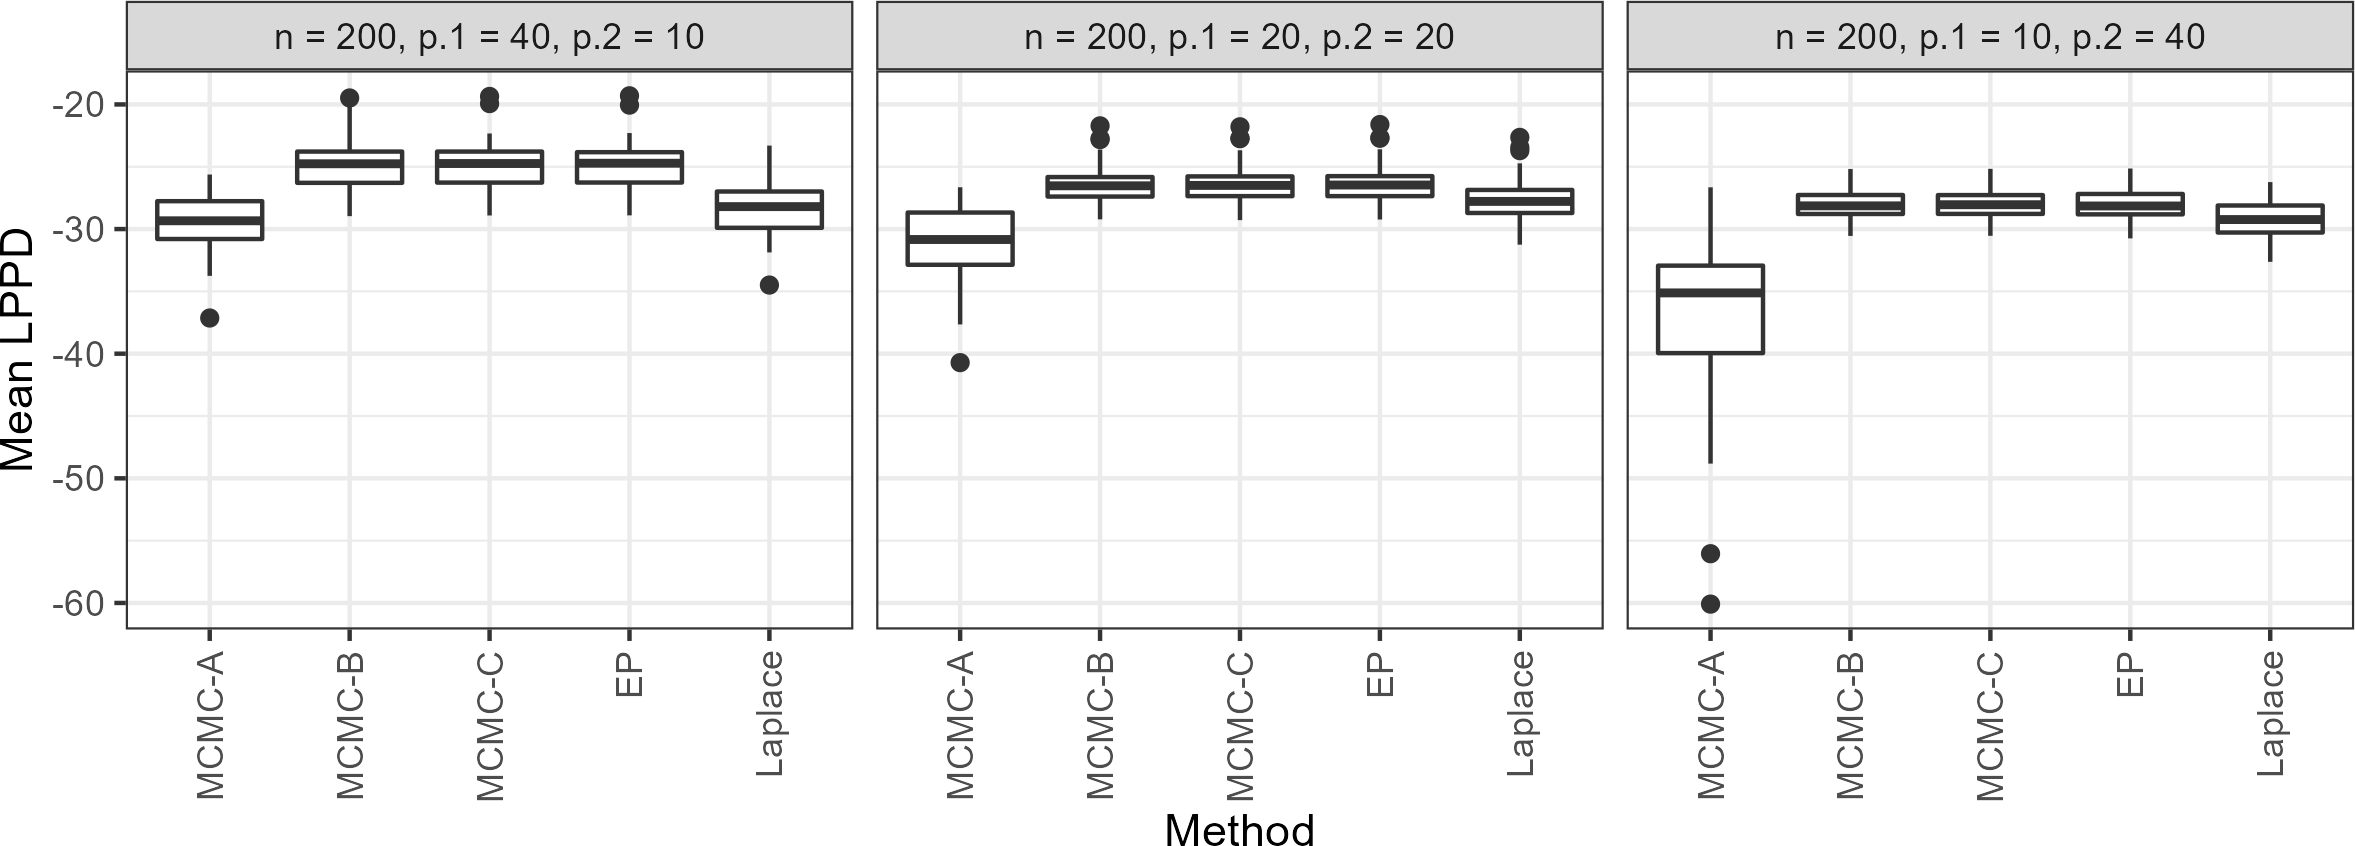 n = 200, p.1 = 40, p.2 = 10
n = 200, p.1 = 20, p.2 = 20
n = 200, p.1 = 10, p.2 = 40
Mean LPPD
-20
-30
-40
-50
-60
MCMC-A
MCMC-B
MCMC-C
EP
Laplace
MCMC-A
MCMC-B
MCMC-C
EP
Laplace
MCMC-A
MCMC-B
MCMC-C
EP
Laplace
Method